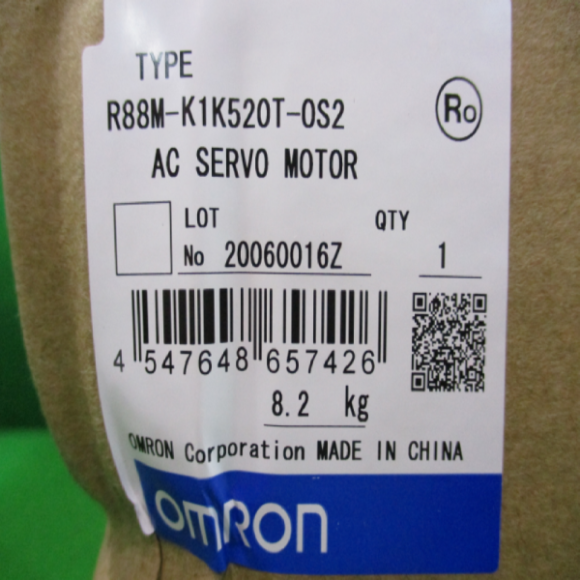 TYPE
R88M-K1K520T-OS2
Ro
AC SERVO MOTOR
LOT
QTY
No 20060016Z
1
4 547648 657426
8.2 kg
OMRON Corporation MADE IN CHINA
OMRON